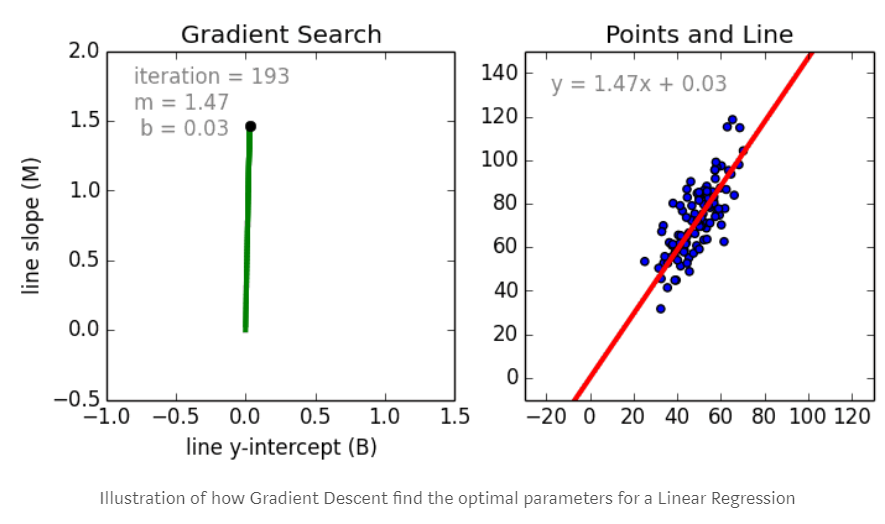 Gradient Search
2.0
1.5
1.0
0.5
0.0
−0.5
iteration = 193
m = 1.47
b = 0.03
−1.0 −0.5 0.0 0.5 1.0 1.5
line slope (M)
line y-intercept (B)
Points and Line
140
120
100
80
60
40
20
0
y = 1.47x + 0.03
−20 0 20 40 60 80 100 120
Illustration of how Gradient Descent find the optimal parameters for a Linear Regression